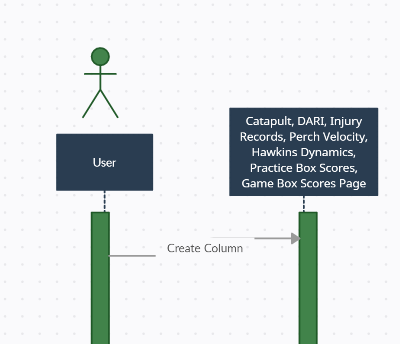 User
Catapult, DARI, Injury
Records, Perch Velocity,
Hawkins Dynamics,
Practice Box Scores,
Game Box Scores Page
Create Column